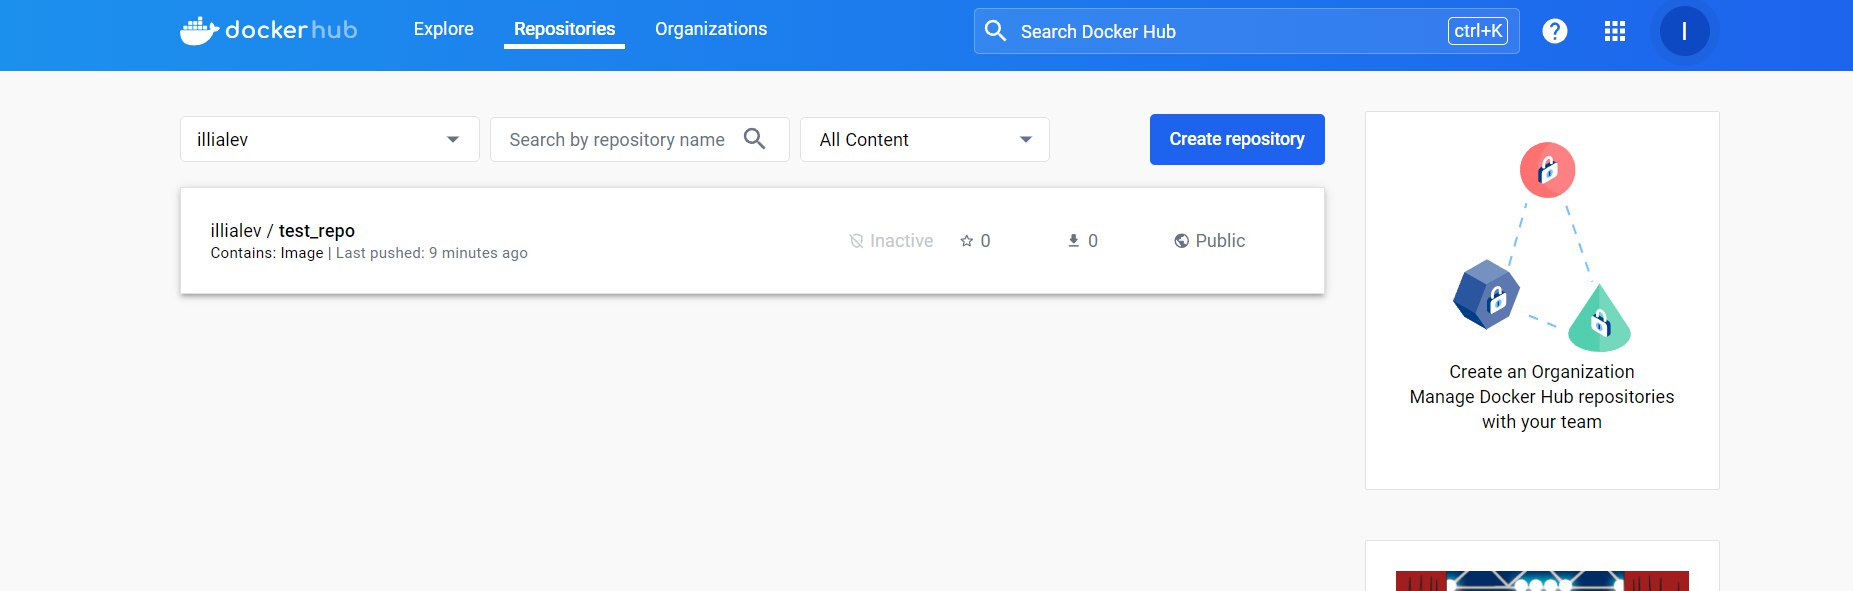 dockerhub
Explore
Repositories
Organizations
Search Docker Hub
ctrl+K
?
I
illialev
Search by repository name
All Content
Create repository
illialev / test_repo
Contains: Image | Last pushed: 9 minutes ago
Inactive
0
0
Public
Create an Organization
Manage Docker Hub repositories
with your team